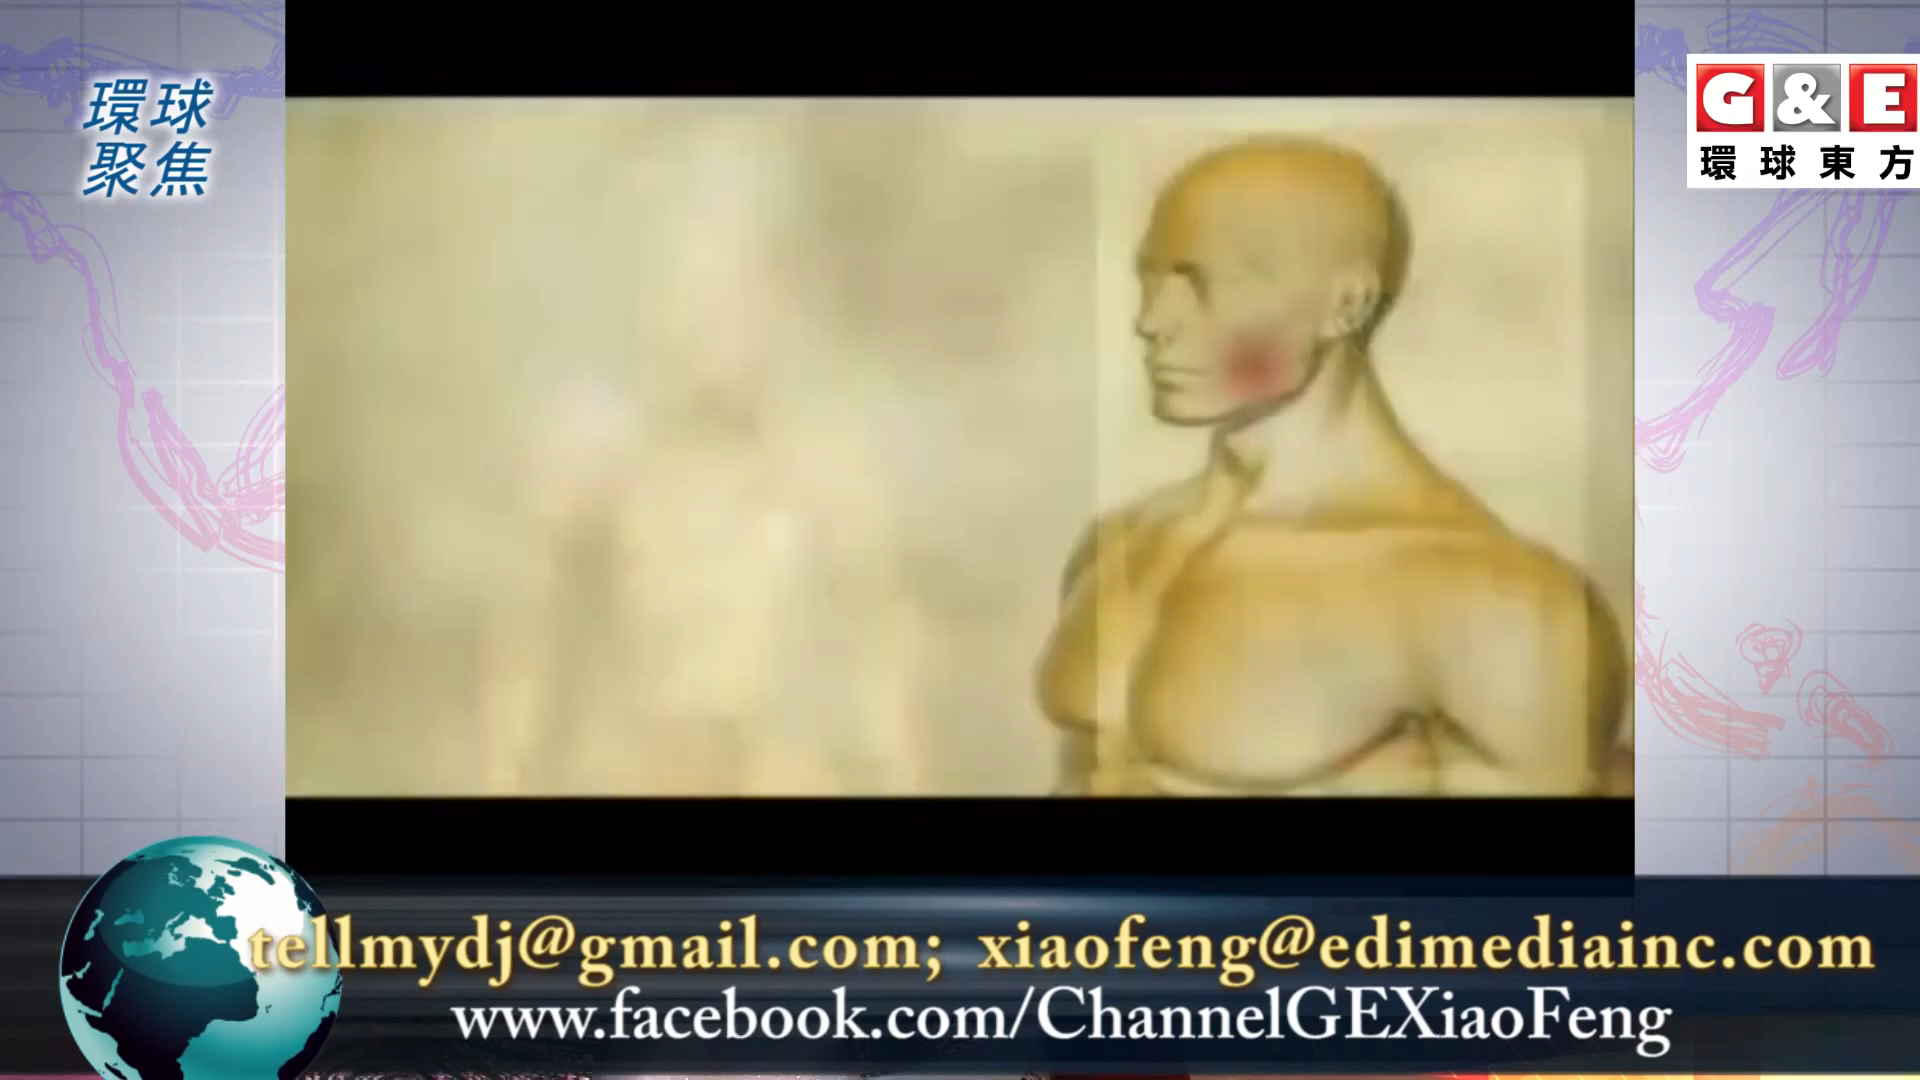 環球
聚焦
G&E
環球東方
tellmydj@gmail.com; xiaofeng@edimediainc.com
www.facebook.com/ChannelGEXiaoFeng